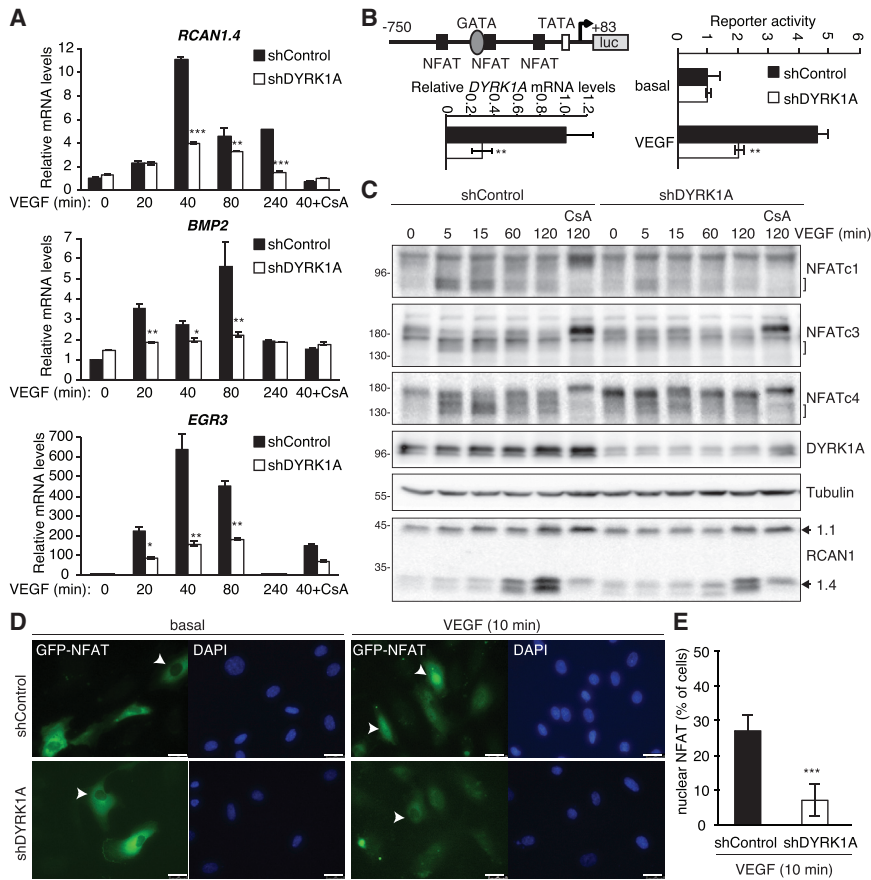 A
RCAN1.4
Relative mRNA levels
12
10
8
6
4
2
0
shControl
shDYRK1A
***
**
***
VEGF (min): 0 20 40 80 240 40+CsA
BMP2
Relative mRNA levels
7
6
5
4
3
2
1
0
shControl
shDYRK1A
**
*
**
VEGF (min): 0 20 40 80 240 40+CsA
EGR3
Relative mRNA levels
700
600
500
400
300
200
100
0
shControl
shDYRK1A
*
**
**
VEGF (min): 0 20 40 80 240 40+CsA
B
-750 GATA TATA +83
luc
NFAT NFAT NFAT
Relative DYRK1A mRNA levels
0 0.2 0.4 0.6 0.8 1.0 1.2
**
Reporter activity
0 1 2 3 4 5 6
basal
shControl
shDYRK1A
VEGF
**
C
shControl shDYRK1A
CsA CsA
0 5 15 60 120 120 0 5 15 60 120 120 VEGF (min)
96- NFATc1
180- NFATc3
130-
180- NFATc4
130-
96- DYRK1A
55- Tubulin
45- 1.1
RCAN1
35-
1.4
D
basal VEGF (10 min)
GFP-NFAT DAPI GFP-NFAT DAPI
shControl
shDYRK1A
E
nuclear NFAT (% of cells)
50
40
30
20
10
0
***
shControl shDYRK1A
VEGF (10 min)